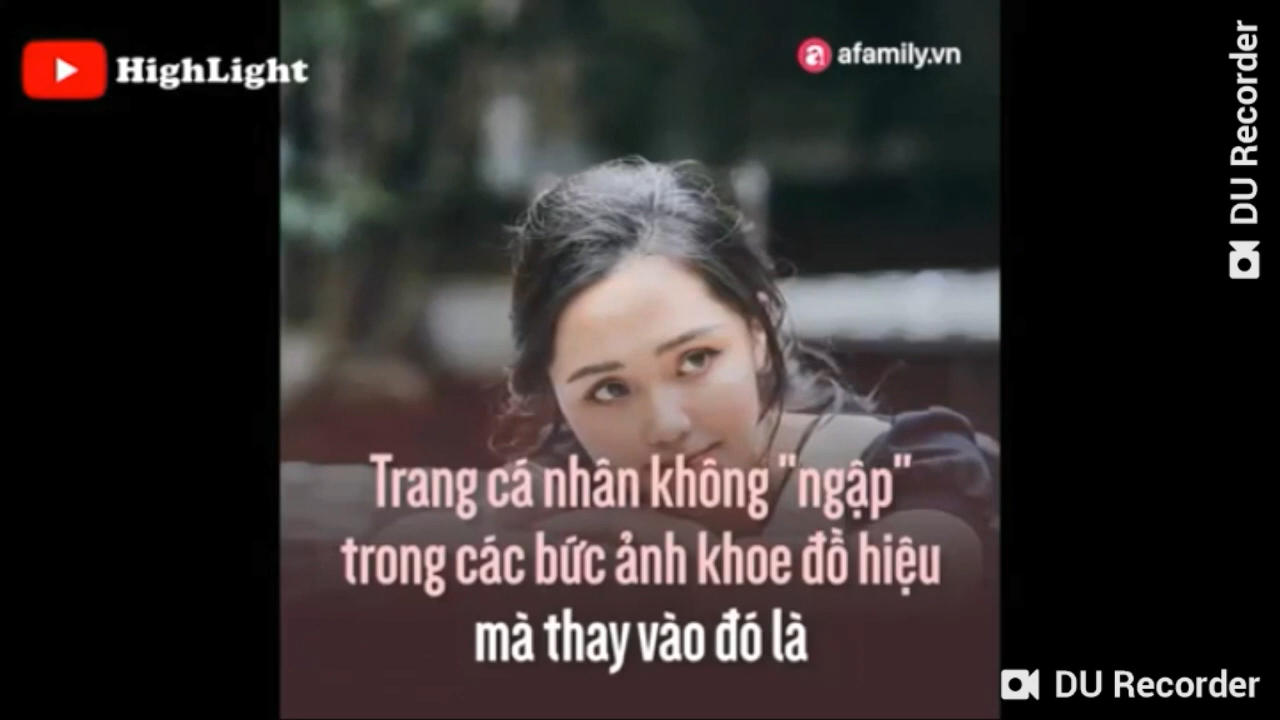 HighLight
afamily.vn
DU Recorder
Trang cá nhân không "ngập"
trong các bức ảnh khoe đồ hiệu
mà thay vào đó là
DU Recorder